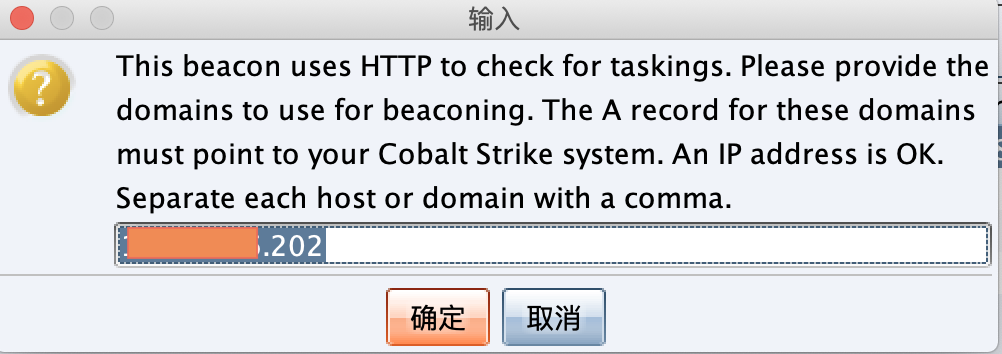 输入
This beacon uses HTTP to check for taskings. Please provide the
domains to use for beaconing. The A record for these domains
must point to your Cobalt Strike system. An IP address is OK.
Separate each host or domain with a comma.
.202
确定
取消